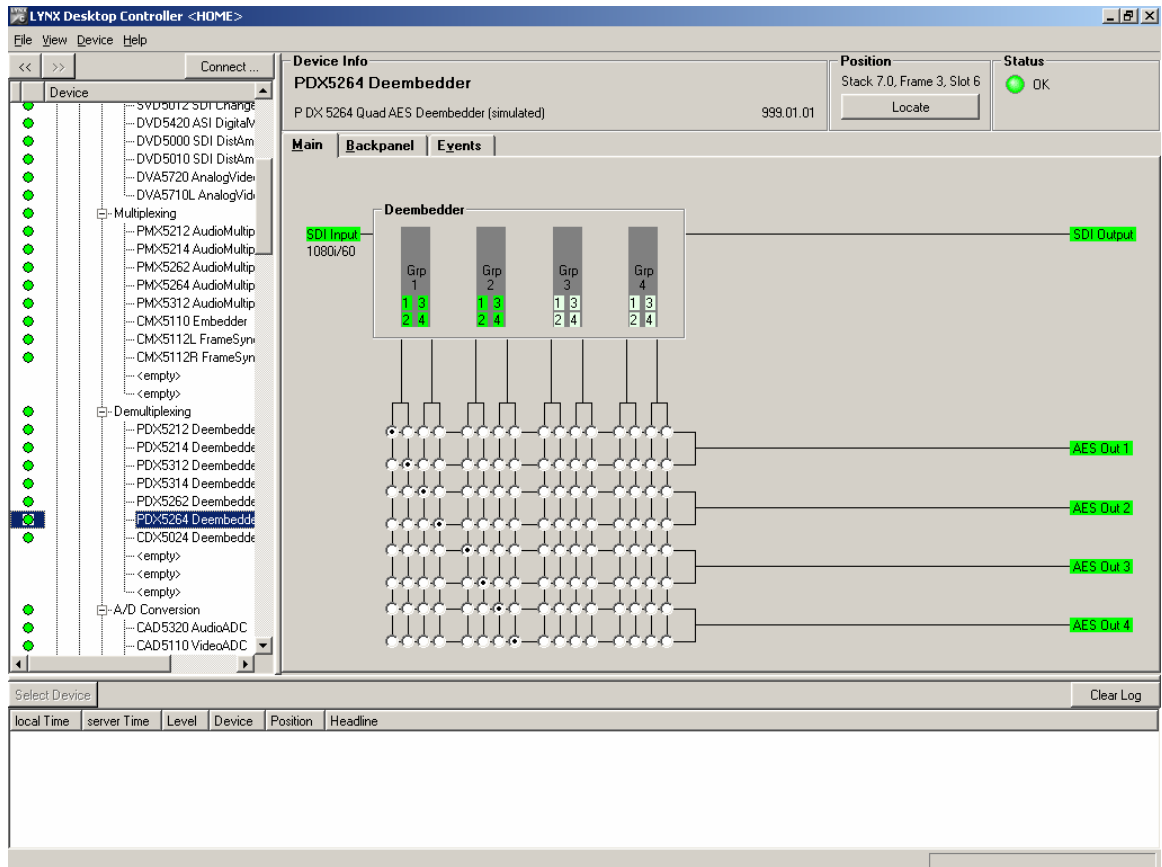 LYNX Desktop Controller <HOME>
File View Device Help
<< >> Connect ...
Device
SVD5012 SDI Change
DVD5420 ASI DigitalV
DVD5000 SDI DistAm
DVD5010 SDI DistAm
DVA5720 AnalogVide
DVA5710L AnalogVid
Multiplexing
PMX5212 AudioMultip
PMX5214 AudioMultip
PMX5262 AudioMultip
PMX5264 AudioMultip
PMX5312 AudioMultip
CMX5110 Embedder
CMX5112L FrameSyn
CMX5112R FrameSyn
<empty>
<empty>
Demultiplexing
PDX5212 Deembedde
PDX5214 Deembedde
PDX5312 Deembedde
PDX5314 Deembedde
PDX5262 Deembedde
PDX5264 Deembedde
CDX5024 Deembedde
<empty>
<empty>
<empty>
A/D Conversion
CAD5320 AudioADC
CAD5110 VideoADC
Device Info
PDX5264 Deembedder
P DX 5264 Quad AES Deembedder (simulated) 999.01.01
Position
Stack 7.0, Frame 3, Slot 6
Locate
Status
OK
Main Backpanel Events
Deembedder
SDI Input
1080i/60
Grp 1
1 3
2 4
Grp 2
1 3
2 4
Grp 3
1 3
2 4
Grp 4
1 3
2 4
SDI Output
AES Out 1
AES Out 2
AES Out 3
AES Out 4
Select Device Clear Log
local Time server Time Level Device Position Headline